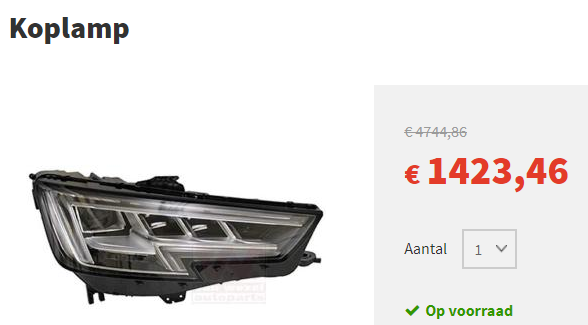 Koplamp
€ 4744,86
€ 1423,46
Aantal
1
Op voorraad